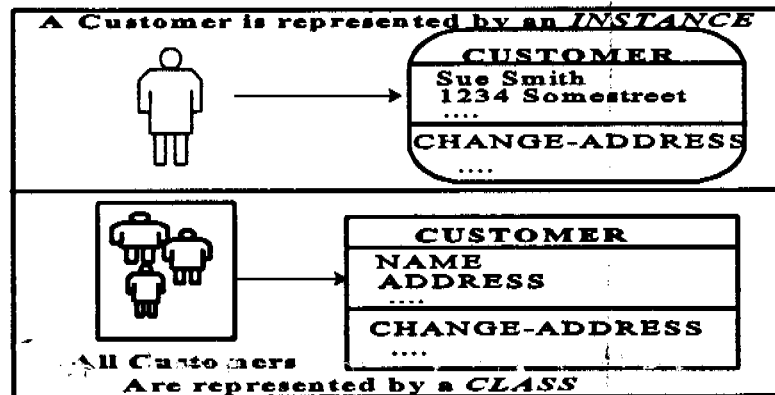 A Customer is represented by an INSTANCE
CUSTOMER
Sue Smith
1234 Somestreet
....
CHANGE-ADDRESS
....
CUSTOMER
NAME
ADDRESS
....
CHANGE-ADDRESS
....
All Customers
Are represented by a CLASS